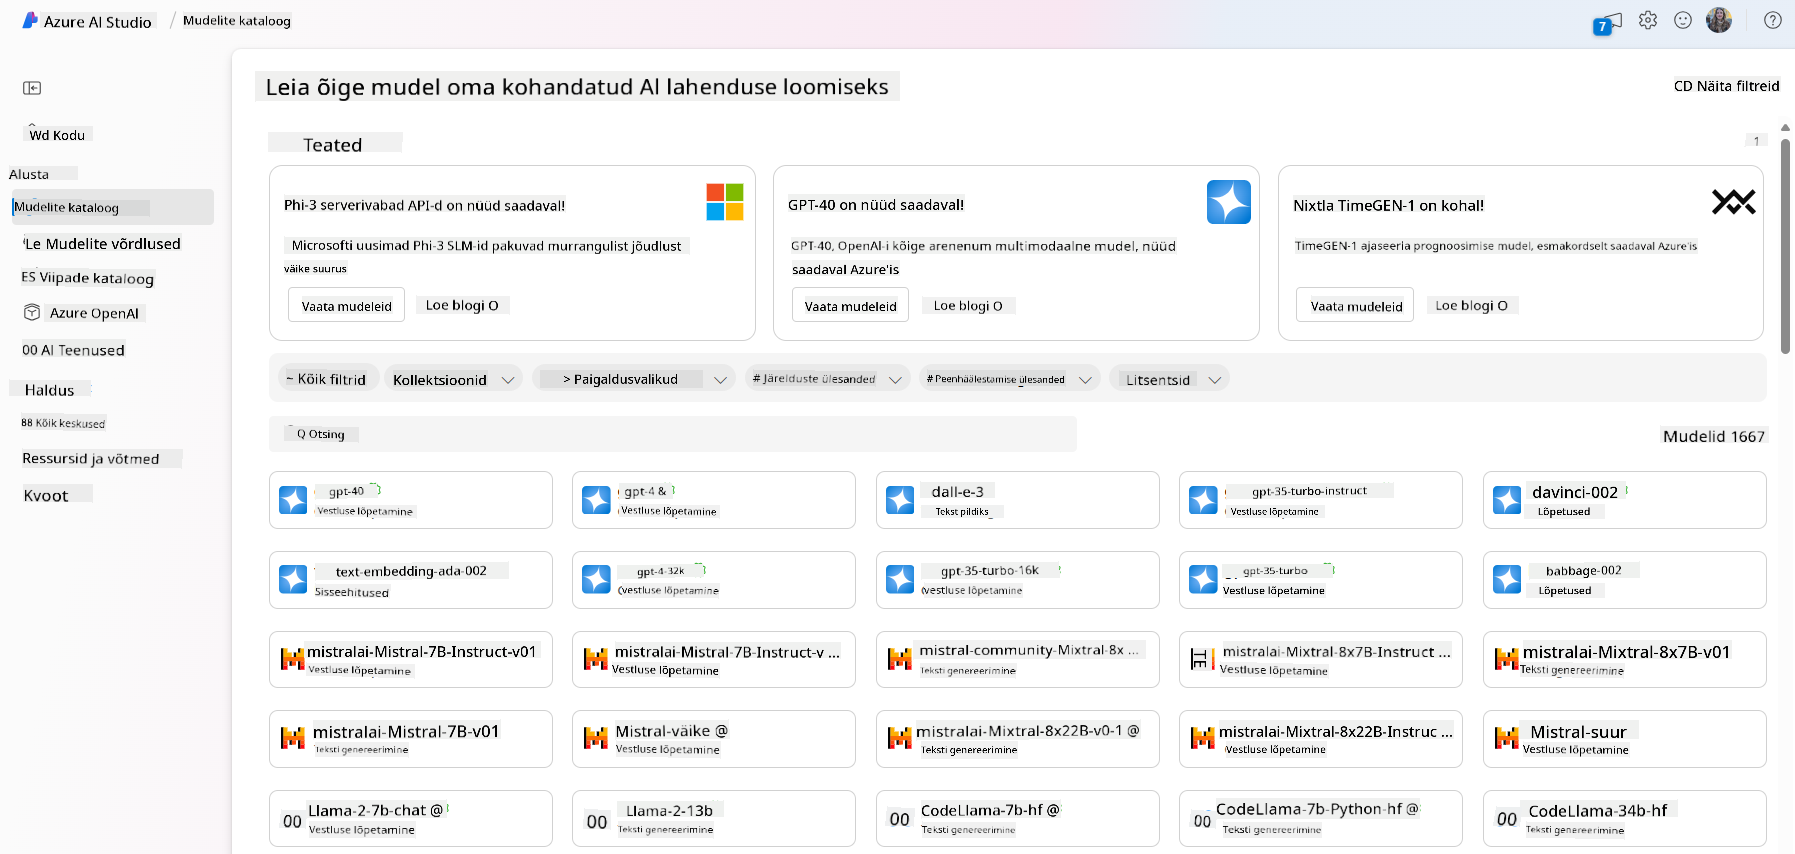 Azure AI Studio / Mudelite kataloog
7
Leia õige mudel oma kohandatud AI lahenduse loomiseks
CD Näita filtreid
Wd Kodu
Alusta
Mudelite kataloog
Le Mudelite võrdlused
ES Viipade kataloog
Azure OpenAI
00 AI Teenused
Haldus
88 Kõik keskused
Ressursid ja võtmed
Kvoot
Teated
1
Phi-3 serverivabad API-d on nüüd saadaval!
Microsofti uusimad Phi-3 SLM-id pakuvad murrangulist jõudlust
väike suurus
Vaata mudeleid
Loe blogi O
GPT-40 on nüüd saadaval!
GPT-40, OpenAI-i kõige arenenum multimodaalne mudel, nüüd
saadaval Azure'is
Vaata mudeleid
Loe blogi O
Nixtla TimeGEN-1 on kohal!
TimeGEN-1 ajaseeria prognoosimise mudel, esmakordselt saadaval Azure'is
Vaata mudeleid
Loe blogi O
~ Kõik filtrid
Kollektsioonid
> Paigaldusvalikud
# Järelduste ülesanded
# Peenhäälestamise ülesanded
Litsentsid
Q Otsing
Mudelid 1667
gpt-40
Vestluse lõpetamine
gpt-4 &
Vestluse lõpetamine
dall-e-3
Tekst pildiks
gpt-35-turbo-instruct
Vestluse lõpetamine
davinci-002
Lõpetused
text-embedding-ada-002
Sisseehitused
gpt-4-32k
(vestluse lõpetamine
gpt-35-turbo-16k
(vestluse lõpetamine
gpt-35-turbo
Vestluse lõpetamine
babbage-002
Lõpetused
mistralai-Mistral-7B-Instruct-v01
Vestluse lõpetamine
mistralai-Mistral-7B-Instruct-v ...
Vestluse lõpetamine
mistral-community-Mixtral-8x ...
Teksti genereerimine
mistralai-Mixtral-8x7B-Instruct ...
Vestluse lõpetamine
mistralai-Mixtral-8x7B-v01
Teksti genereerimine
mistralai-Mistral-7B-v01
Teksti genereerimine
Mistral-väike @
Vestluse lõpetamine
mistralai-Mixtral-8x22B-v0-1 @
Teksti genereerimine
mistralai-Mixtral-8x22B-Instruc ...
Vestluse lõpetamine
Mistral-suur
Vestluse lõpetamine
00 Llama-2-7b-chat @
Vestluse lõpetamine
00 Llama-2-13b
Teksti genereerimine
00 CodeLlama-7b-hf @
Teksti genereerimine
00 CodeLlama-7b-Python-hf @
Teksti genereerimine
00 CodeLlama-34b-hf
Teksti genereerimine